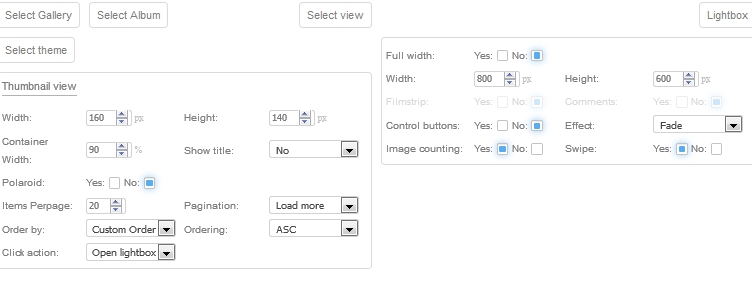 Select Gallery
Select Album
Select view
Lightbox
Select theme
Thumbnail view
Width: 160 px Height: 140 px
Container Width: 90 % Show title: No
Polaroid: Yes: No:
Items Perpage: 20 Pagination: Load more
Order by: Custom Order Ordering: ASC
Click action: Open lightbox
Full width: Yes: No:
Width: 800 px Height: 600 px
Filmstrip: Yes: No: Comments: Yes: No:
Control buttons: Yes: No: Effect: Fade
Image counting: Yes: No: Swipe: Yes: No: